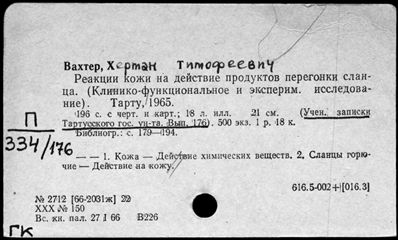 Вахтер, Херман Тимофеевич
Реакции кожи на действие продуктов перегонки слан-
ца. (Клинико-функциональное и эксперим. исследова-
ние). Тарту, 1965.
196 с. с черт. и карт.; 18 л. илл. 21 см. (Учен. записки
Тартусского гос. ун-та. Вып. 176). 500 экз. 1 р. 18 к.
Библиогр.: с. 179—194.
П
334/176
— — 1. Кожа — Действие химических веществ. 2. Сланцы горю-
чие — Действие на кожу.
616.5-002+[016.3]
№ 2712 [66-2031ж] 22
XXX № 150
Вс. кн. пал. 27 I 66 В226
ГК